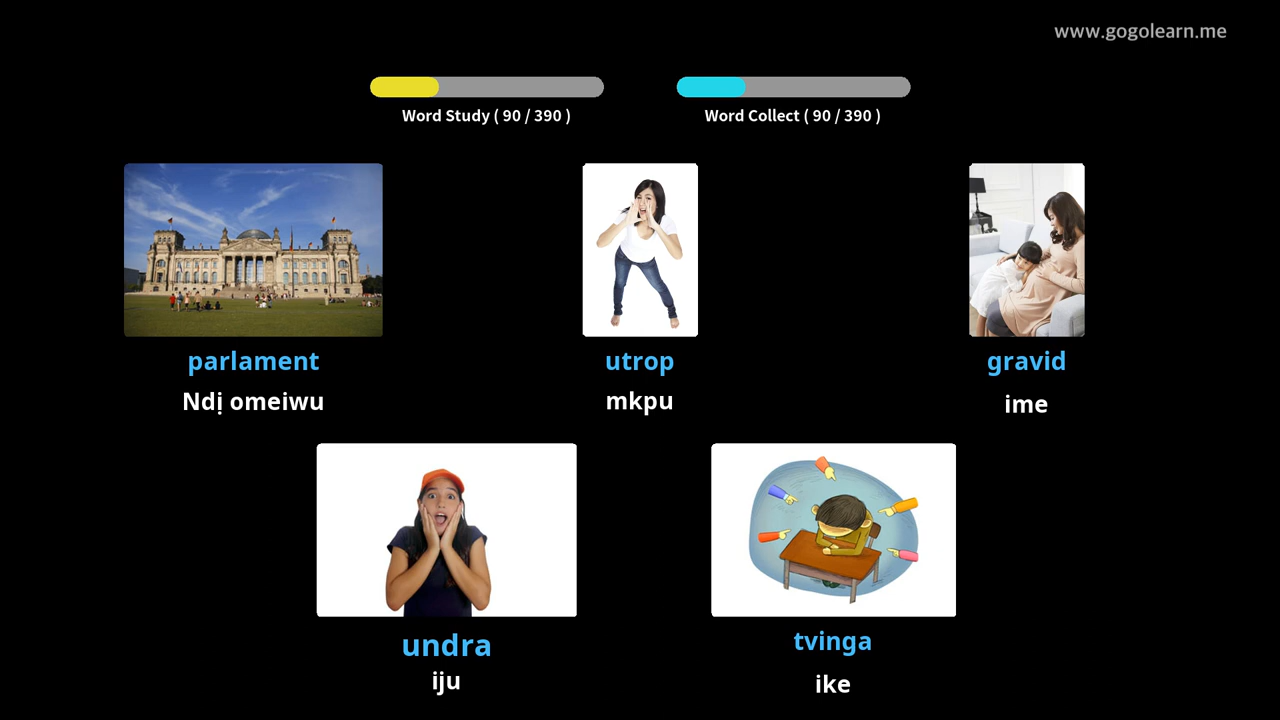 www.gogolearn.me
Word Study ( 90 / 390 )
Word Collect ( 90 / 390 )
parlament
utrop
gravid
Ndị omeiwu
mkpu
ime
undra
tvinga
iju
ike